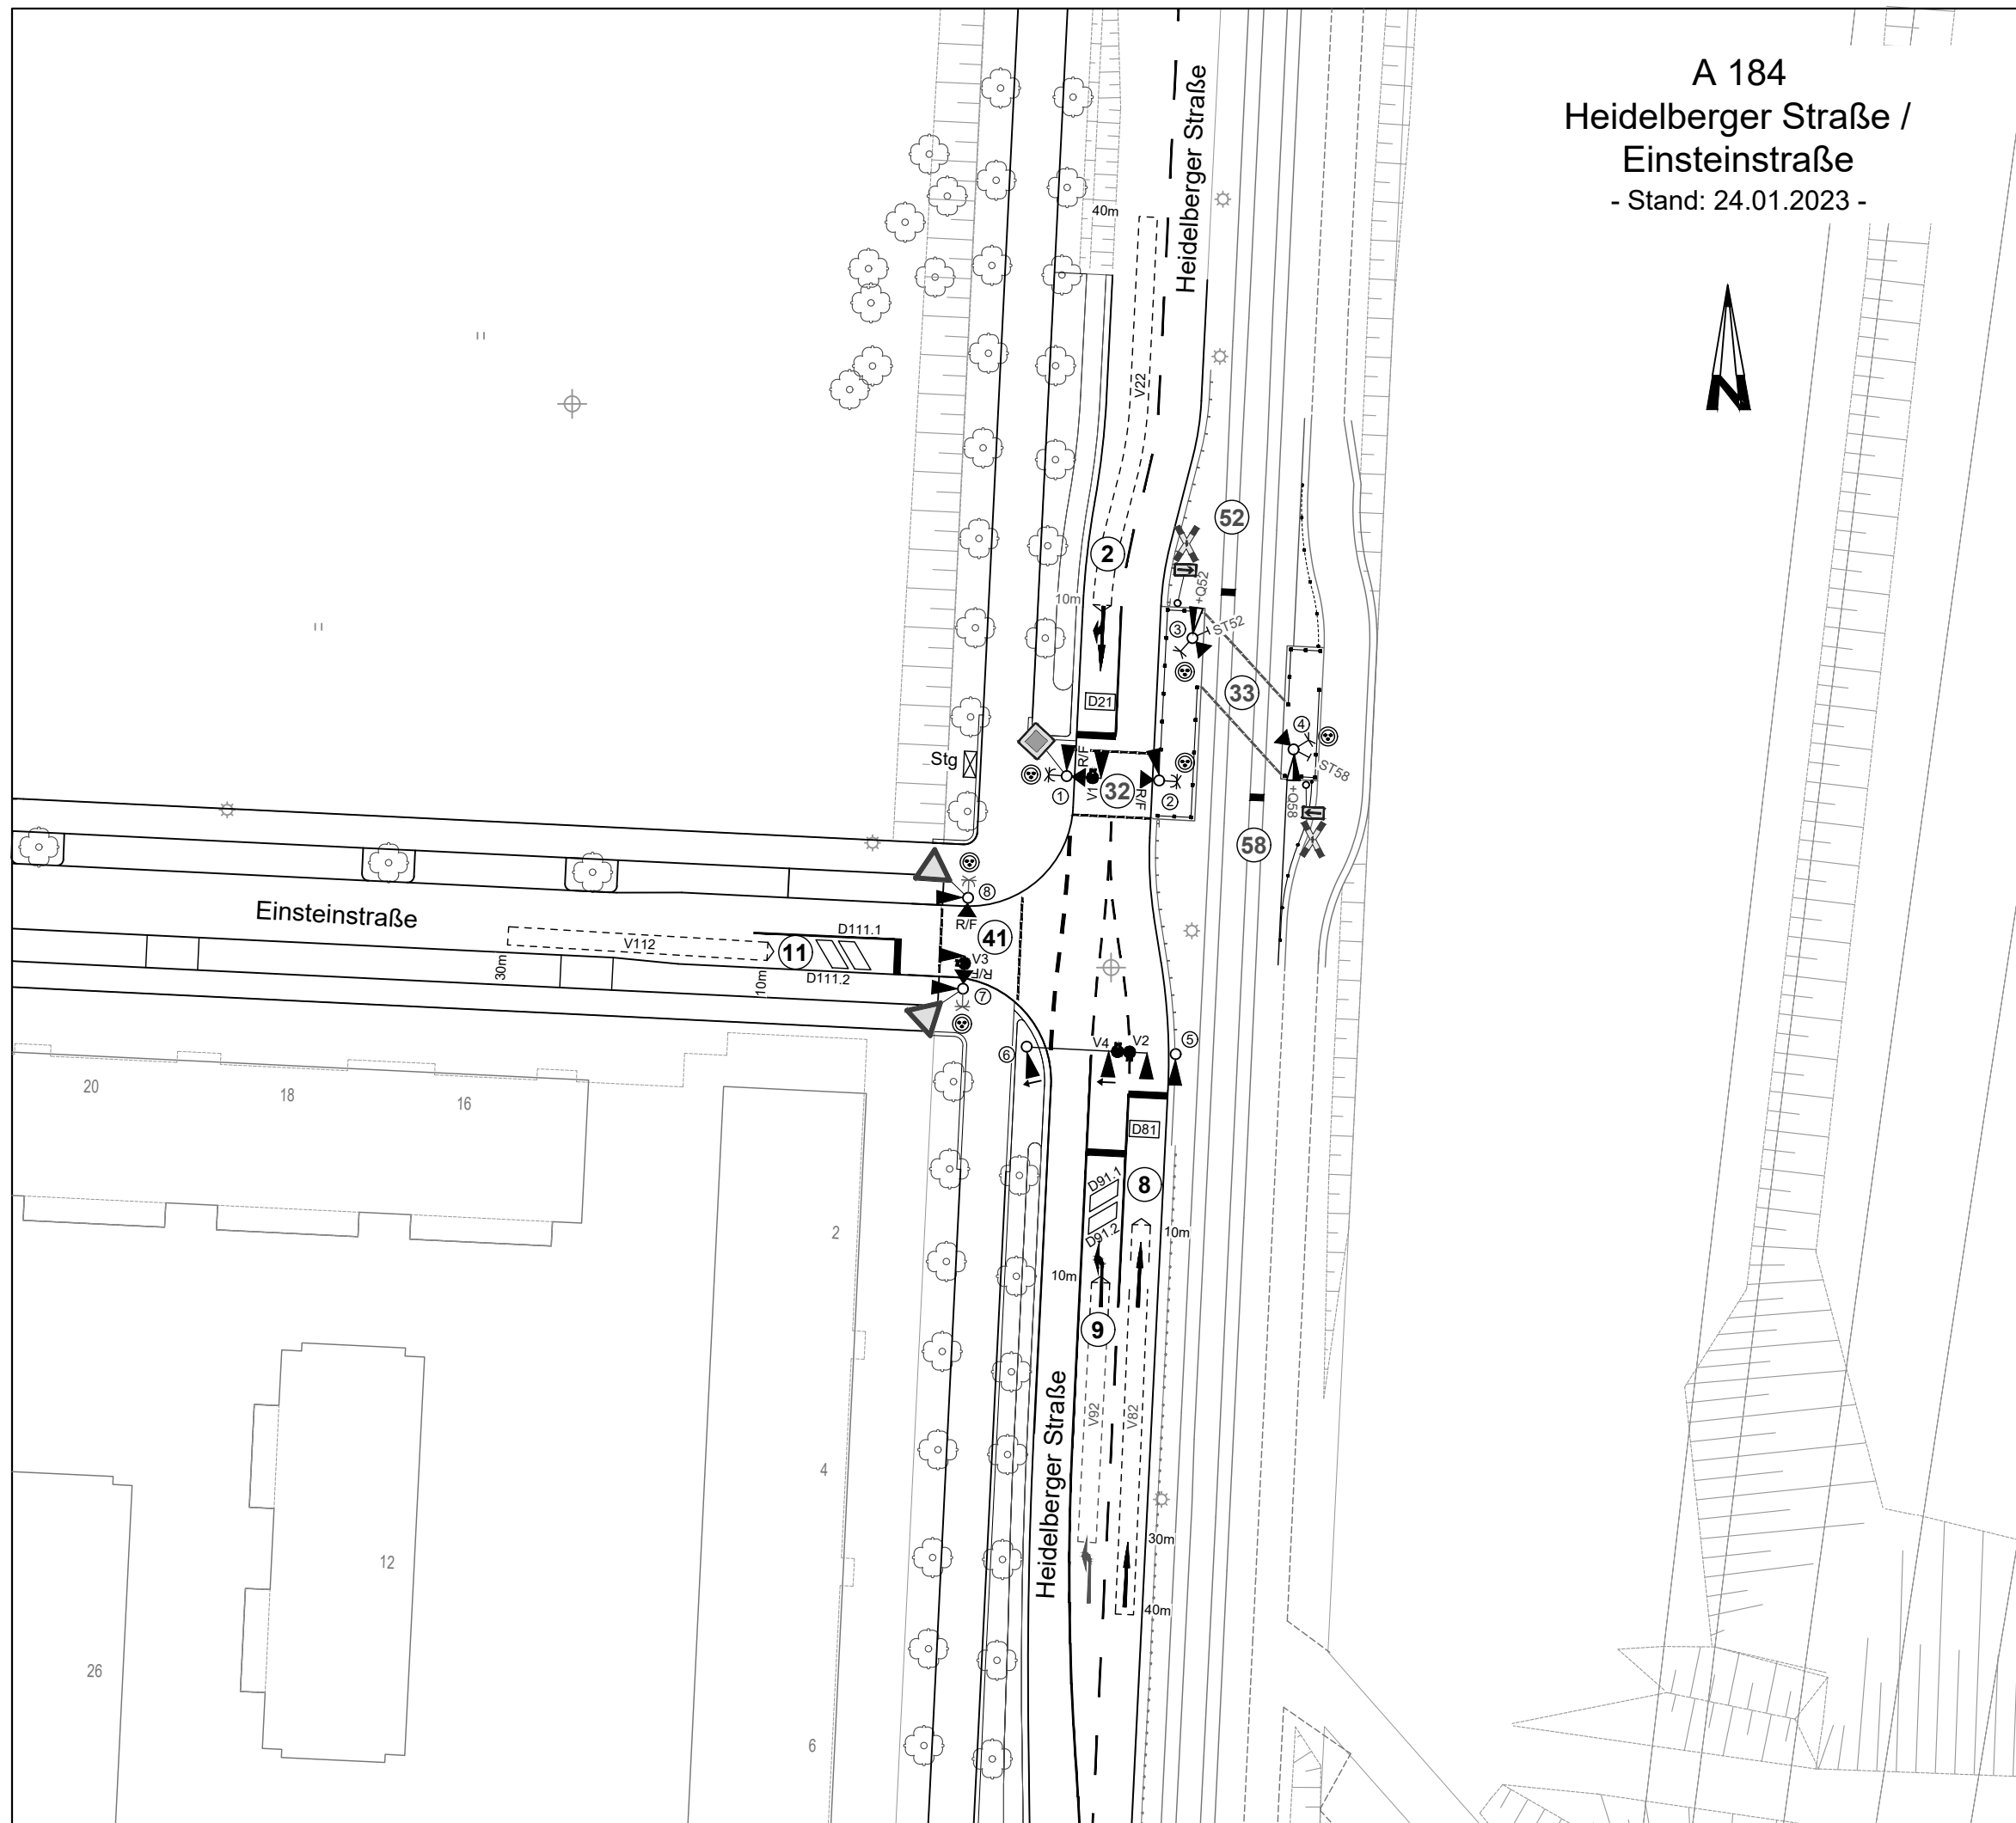 A 184
Heidelberger Straße /
Einsteinstraße
- Stand: 24.01.2023 -
N
Heidelberger Straße
40m
V22
52
2
+Q52
10m
3
ST52
33
D21
4
ST58
Stg
R/F
1
V1
32
R/F
2
+Q58
58
8
Einsteinstraße
R/F
41
D111.1
V112
11
V3
R/F
30m
10m
D111.2
7
6
V4
V2
5
20
18
16
D81
D91.1
8
D91.2
2
10m
10m
9
V92
V82
Heidelberger Straße
4
30m
12
40m
26
6